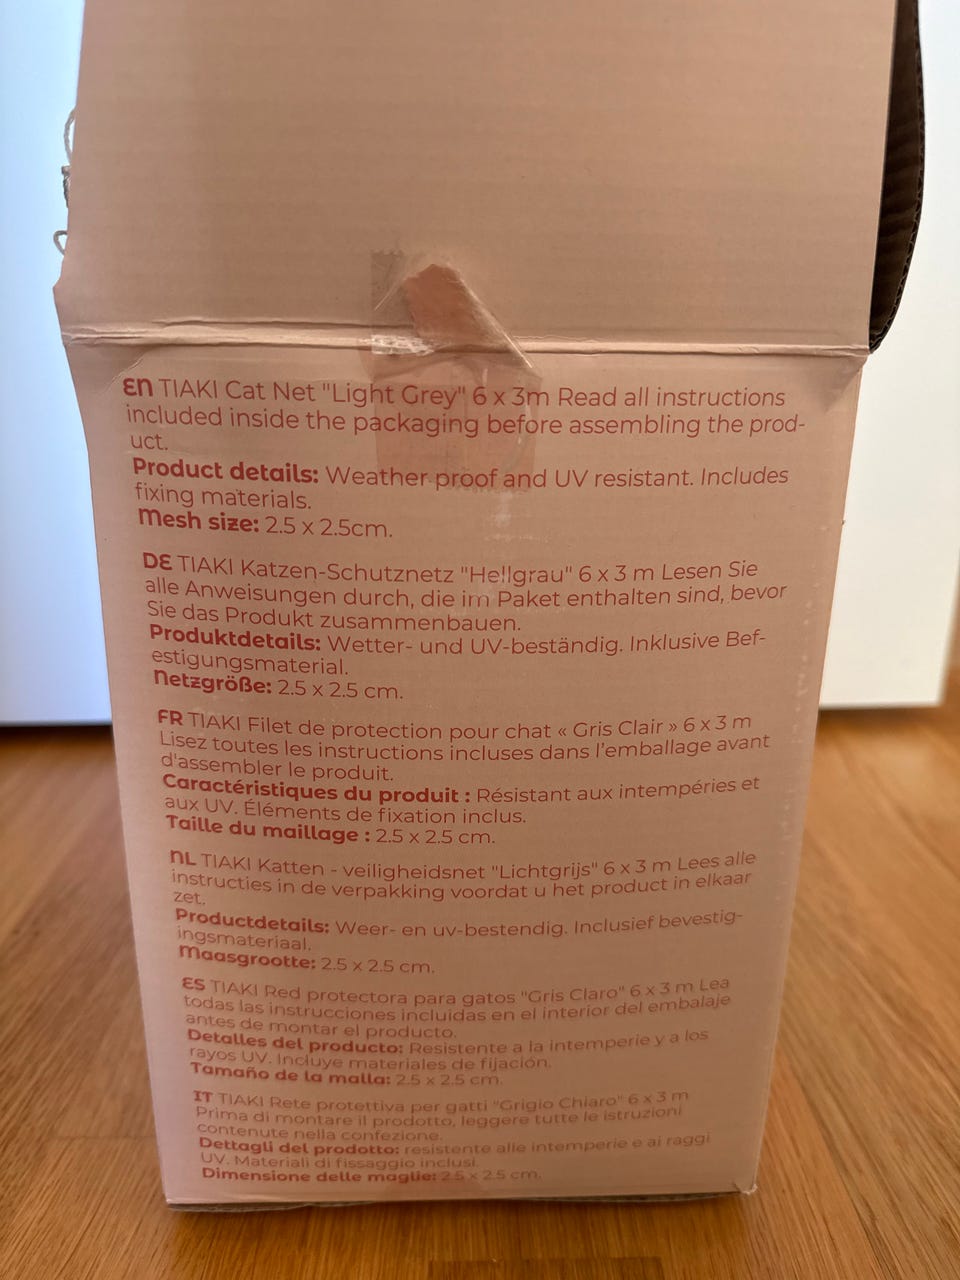 EN TIAKI Cat Net "Light Grey" 6 x 3m Read all instructions
included inside the packaging before assembling the prod-
uct.
Product details: Weather proof and UV resistant. Includes
fixing materials.
Mesh size: 2.5 x 2.5cm.
DE TIAKI Katzen-Schutznetz "Hellgrau" 6 x 3 m Lesen Sie
alle Anweisungen durch, die im Paket enthalten sind, bevor
Sie das Produkt zusammenbauen.
Produktdetails: Wetter- und UV-beständig. Inklusive Bef-
estigungsmaterial.
Netzgröße: 2.5 x 2.5 cm.
FR TIAKI Filet de protection pour chat « Gris Clair » 6 x 3 m
Lisez toutes les instructions incluses dans l'emballage avant
d'assembler le produit.
Caractéristiques du produit : Résistant aux intempéries et
aux UV. Éléments de fixation inclus.
Taille du maillage : 2.5 x 2.5 cm.
NL TIAKI Katten - veiligheidsnet "Lichtgrijs" 6 x 3 m Lees alle
instructies in de verpakking voordat u het product in elkaar
zet.
Productdetails: Weer- en uv-bestendig. Inclusief bevestig-
ingsmateriaal.
Maasgrootte: 2.5 x 2.5 cm.
ES TIAKI Red protectora para gatos "Gris Claro" 6 x 3 m Lea
todas las instrucciones incluidas en el interior del embalaje
antes de montar el producto.
Detalles del producto: Resistente a la intemperie y a los
rayos UV. Incluye materiales de fijación.
Tamaño de la malla: 2.5 x 2.5 cm.
IT TIAKI Rete protettiva per gatti "Grigio Chiaro" 6 x 3 m
Prima di montare il prodotto, leggere tutte le istruzioni
contenute nella confezione.
Dettagli del prodotto: resistente alle intemperie e ai raggi
UV. Materiali di fissaggio inclusi.
Dimensione delle maglie: 2.5 x 2.5 cm.